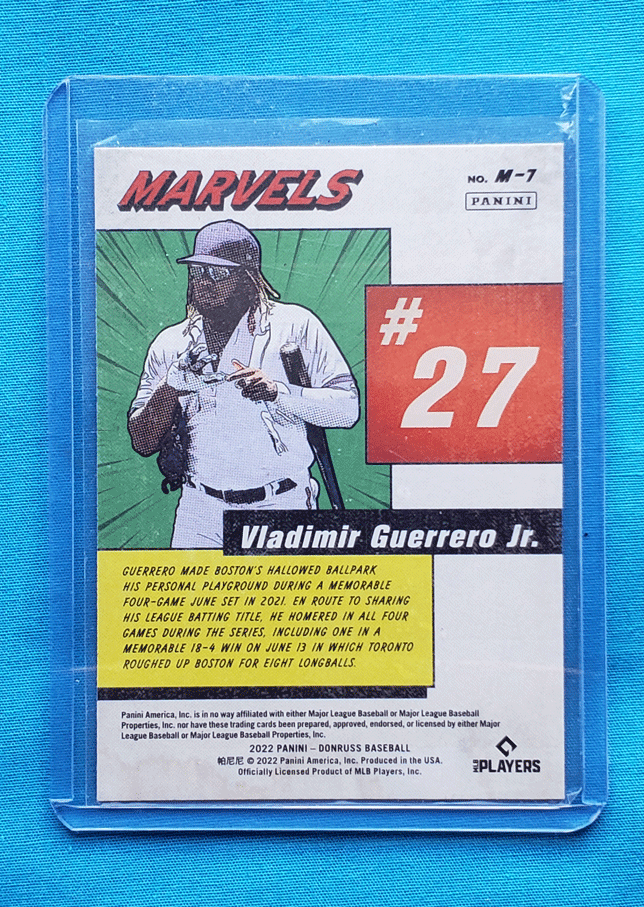 MARVELS
NO. M-7
PANINI
#
27
Vladimir Guerrero Jr.
GUERRERO MADE BOSTON'S HALLOWED BALLPARK
HIS PERSONAL PLAYGROUND DURING A MEMORABLE
FOUR-GAME JUNE SET IN 2021. EN ROUTE TO SHARING
HIS LEAGUE BATTING TITLE, HE HOMERED IN ALL FOUR
GAMES DURING THE SERIES, INCLUDING ONE IN A
MEMORABLE 18-4 WIN ON JUNE 13 IN WHICH TORONTO
ROUGHED UP BOSTON FOR EIGHT LONGBALLS.
Panini America, Inc. is in no way affiliated with either Major League Baseball or Major League Baseball
Properties, Inc. nor have these trading cards been prepared, approved, endorsed, or licensed by either Major
League Baseball or Major League Baseball Properties, Inc.
2022 PANINI – DONRUSS BASEBALL
帕尼尼 © 2022 Panini America, Inc. Produced in the USA.
Officially Licensed Product of MLB Players, Inc.
MLB PLAYERS